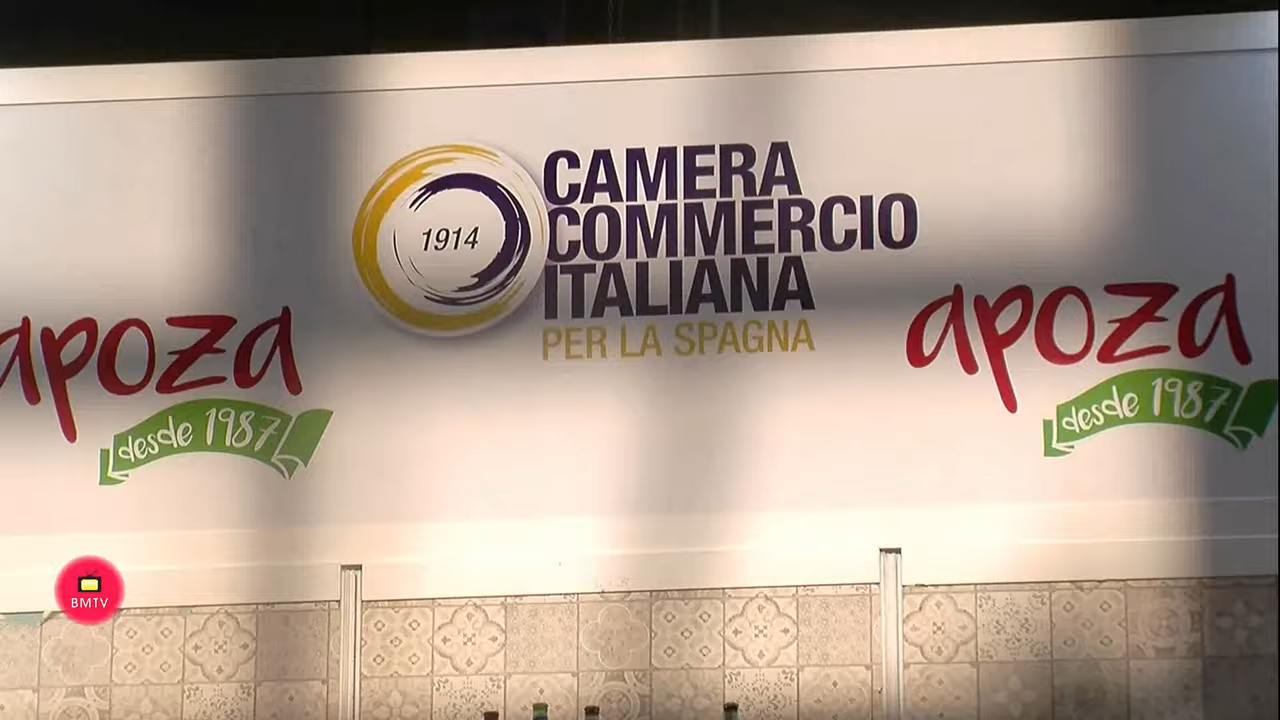 1914
CAMERA
COMMERCIO
ITALIANA
PER LA SPAGNA
apoza
desde 1987
apoza
desde 1987
BMTV